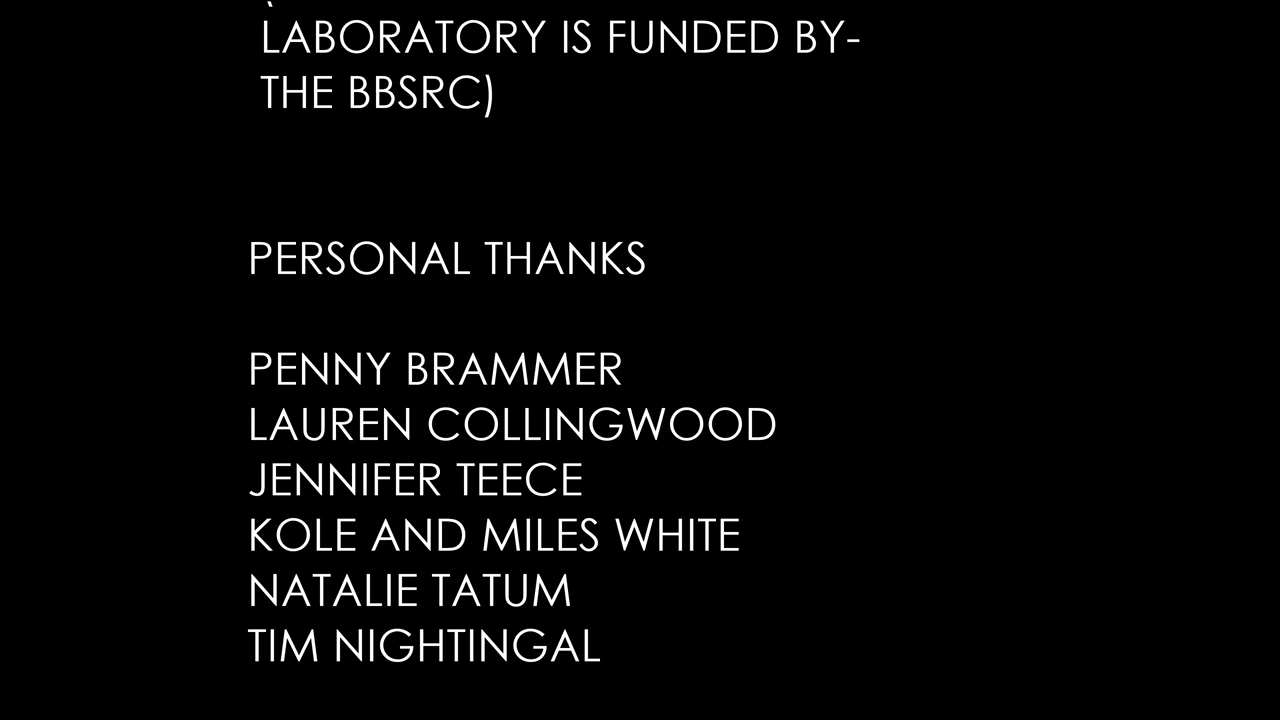 LABORATORY IS FUNDED BY-
THE BBSRC)
PERSONAL THANKS
PENNY BRAMMER
LAUREN COLLINGWOOD
JENNIFER TEECE
KOLE AND MILES WHITE
NATALIE TATUM
TIM NIGHTINGAL